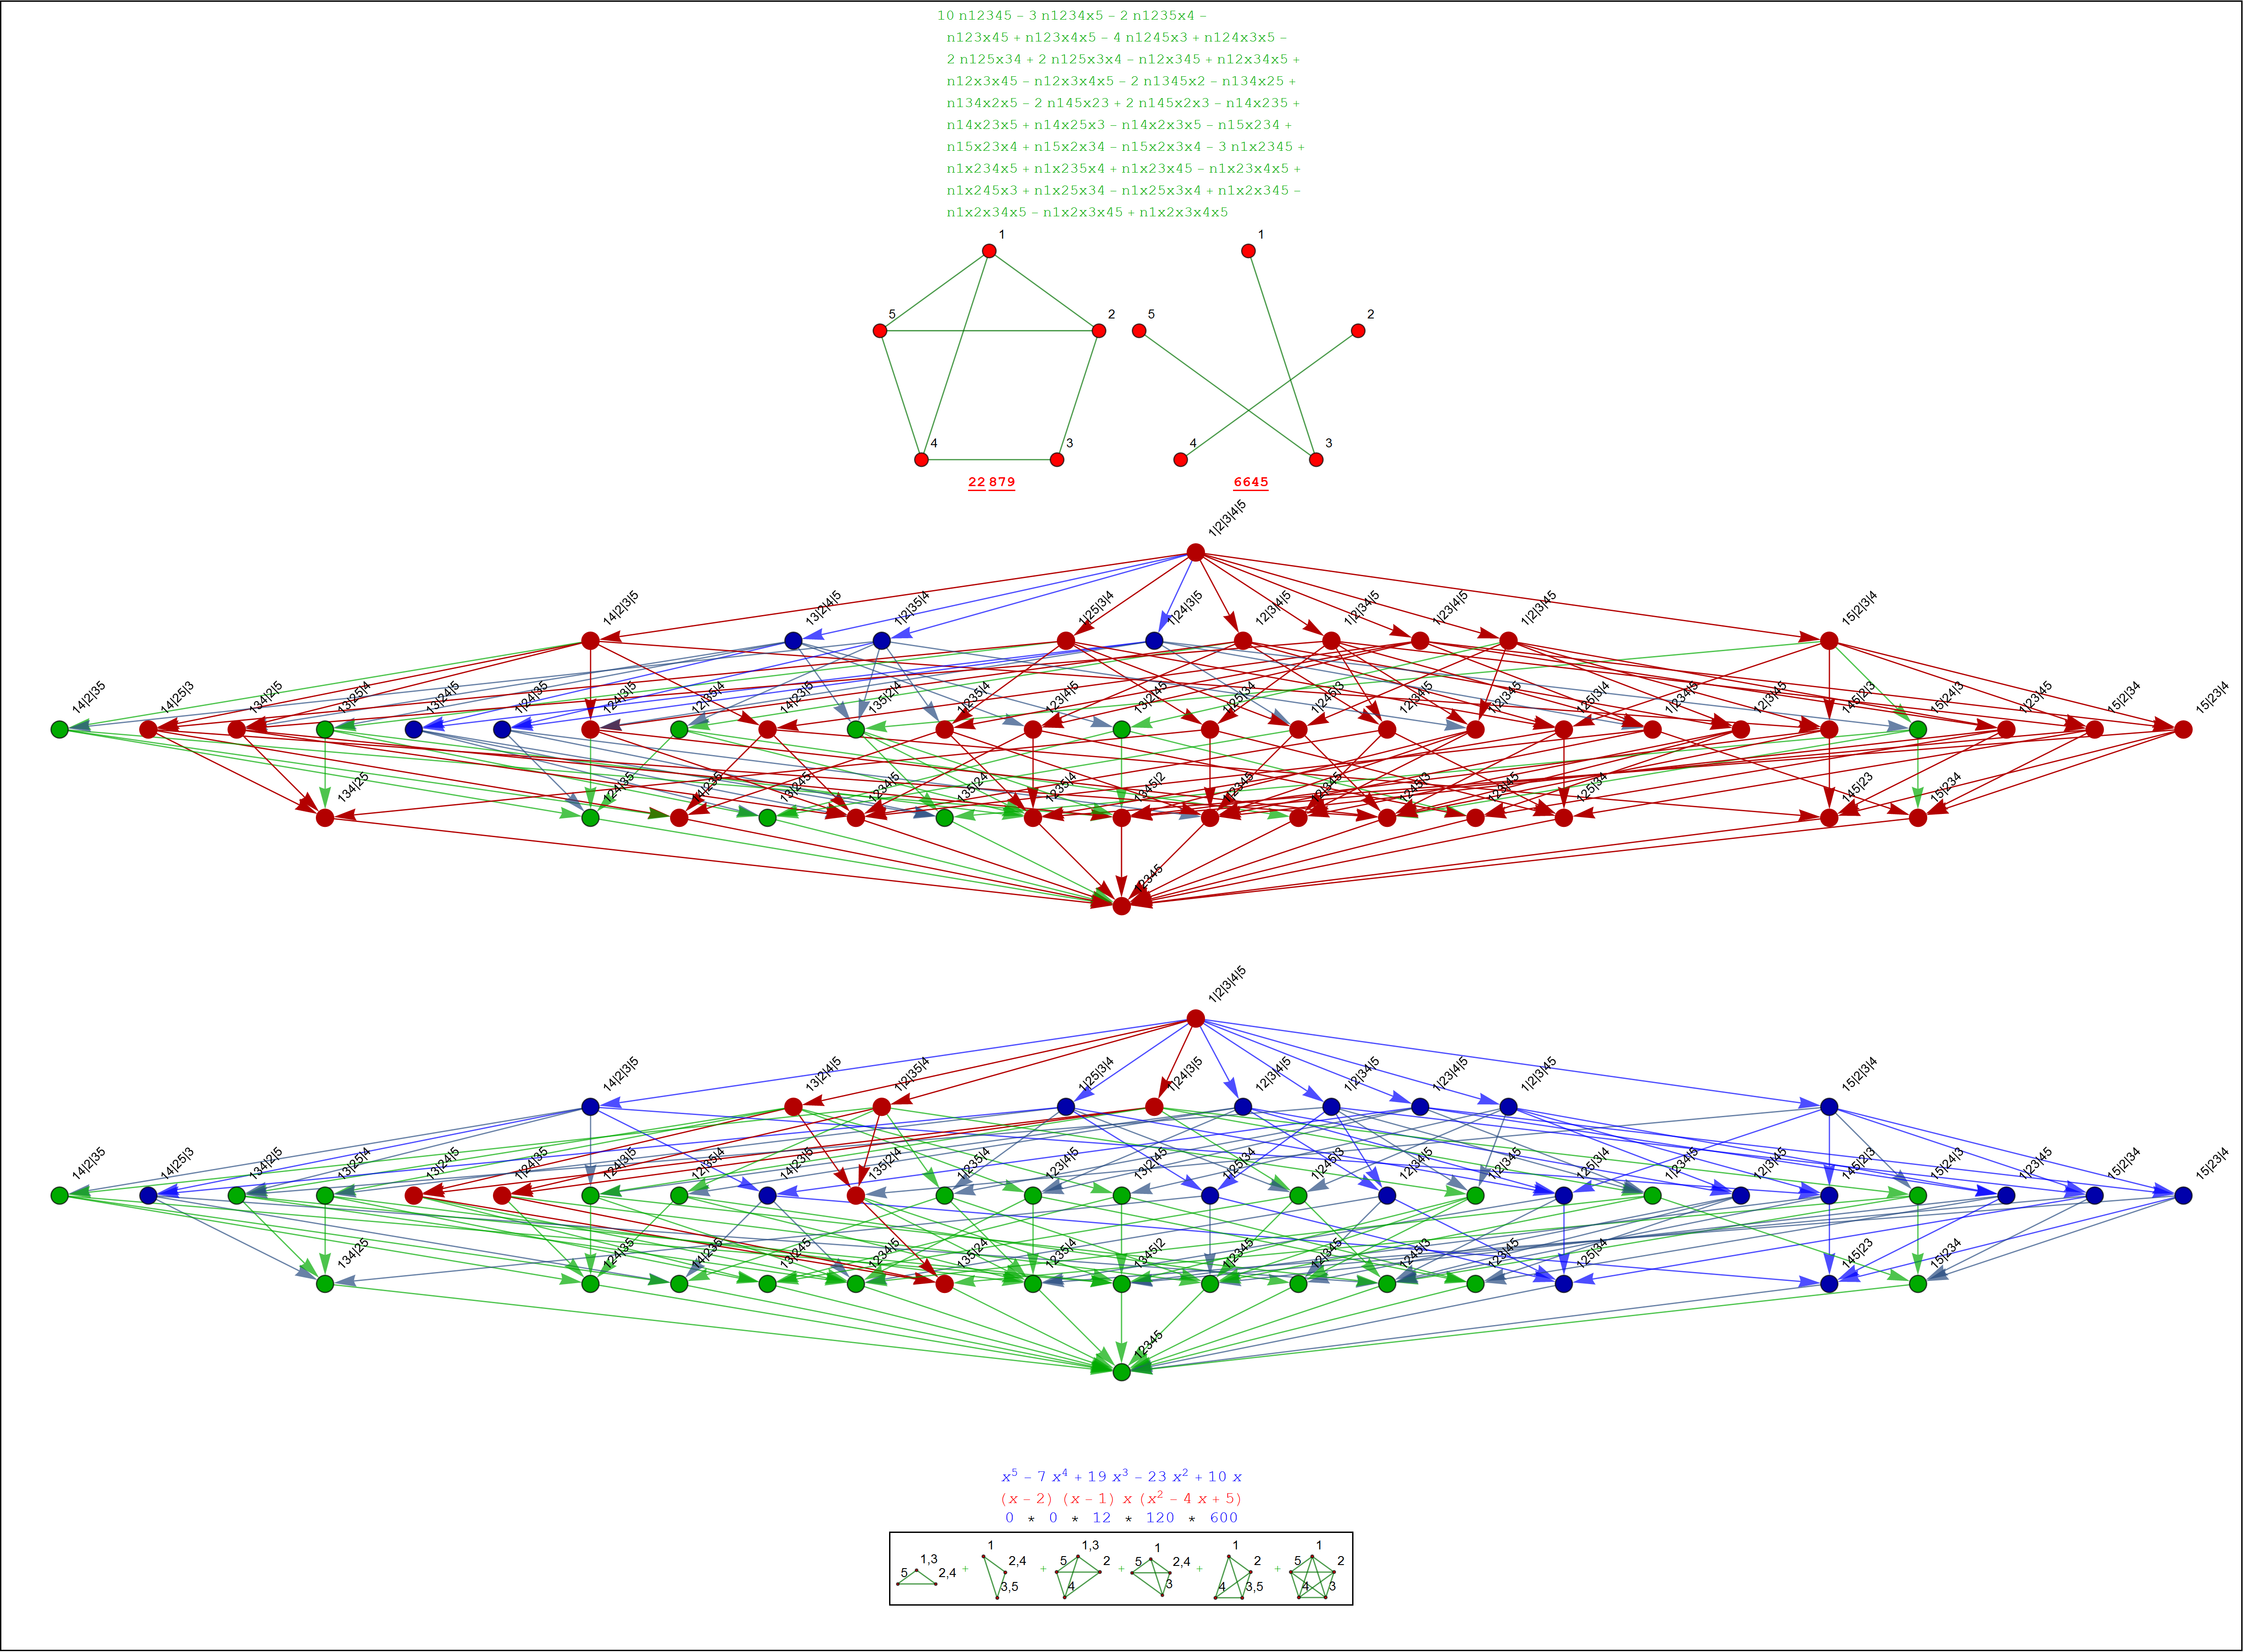 10 n12345 – 3 n1234x5 – 2 n1235x4 –
n123x45 + n123x4x5 – 4 n1245x3 + n124x3x5 –
2 n125x34 + 2 n125x3x4 – n12x345 + n12x34x5 +
n12x3x45 – n12x3x4x5 – 2 n1345x2 – n134x25 +
n134x2x5 – 2 n145x23 + 2 n145x2x3 – n14x235 +
n14x23x5 + n14x25x3 – n14x2x3x5 – n15x234 +
n15x23x4 + n15x2x34 – n15x2x3x4 – 3 n1x2345 +
n1x234x5 + n1x235x4 + n1x23x45 – n1x23x4x5 +
n1x245x3 + n1x25x34 – n1x25x3x4 + n1x2x345 –
n1x2x34x5 – n1x2x3x45 + n1x2x3x4x5
1 1
5 2 5 2
4 3 4 3
22 879 6645
1|2|3|4|5
14|2|3|5 13|2|4|5 1|2|35|4 1|25|3|4 1|24|3|5 12|3|4|5 1|2|34|5 1|23|4|5 1|2|3|45 15|2|3|4
14|2|35 14|25|3 134|2|5 13|25|4 13|24|5 1|24|35 124|3|5 12|35|4 14|23|5 135|2|4 1|235|4 123|4|5 13|2|45 1|25|34 1|245|3 12|34|5 1|2|345 125|3|4 1|234|5 12|3|45 145|2|3 15|24|3 1|23|45 15|2|34 15|23|4
134|25 124|35 14|235 13|245 1234|5 135|24 1235|4 1345|2 1|2345 12|345 1245|3 123|45 125|34 145|23 15|234
12345
1|2|3|4|5
14|2|3|5 13|2|4|5 1|2|35|4 1|25|3|4 1|24|3|5 12|3|4|5 1|2|34|5 1|23|4|5 1|2|3|45 15|2|3|4
14|2|35 14|25|3 134|2|5 13|25|4 13|24|5 1|24|35 124|3|5 12|35|4 14|23|5 135|2|4 1|235|4 123|4|5 13|2|45 1|25|34 1|245|3 12|34|5 1|2|345 125|3|4 1|234|5 12|3|45 145|2|3 15|24|3 1|23|45 15|2|34 15|23|4
134|25 124|35 14|235 13|245 1234|5 135|24 1235|4 1345|2 1|2345 12|345 1245|3 123|45 125|34 145|23 15|234
12345
x⁵ – 7 x⁴ + 19 x³ – 23 x² + 10 x
(x – 2) (x – 1) x (x² – 4 x + 5)
0 * 0 * 12 * 120 * 600
1,3 5 2,4 + 1 2,4 3,5 + 1,3 5 2 4 + 1 5 2,4 3 + 1 2 4 3,5 + 1 5 2 4 3